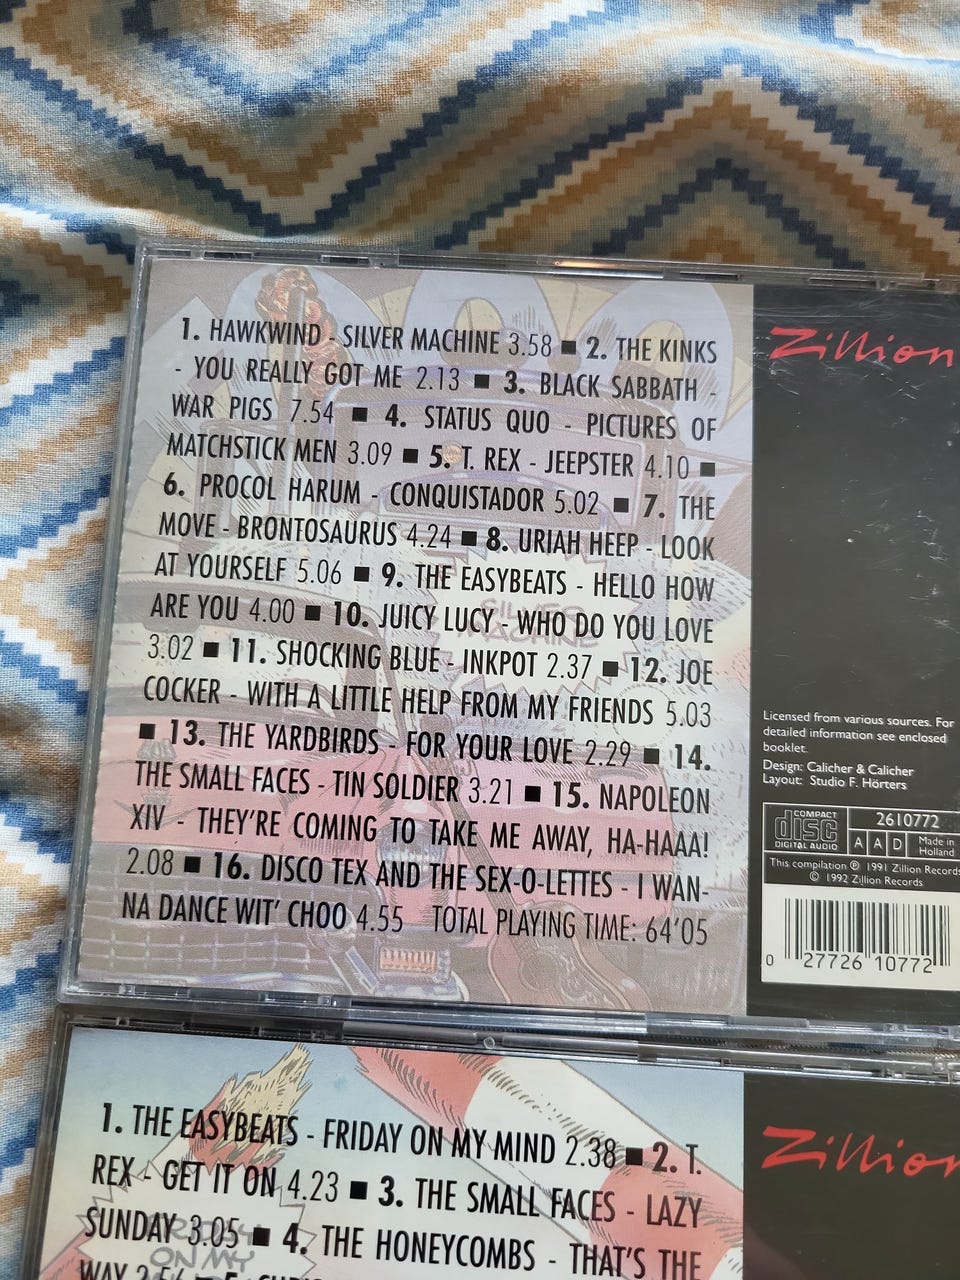 1. HAWKWIND - SILVER MACHINE 3.58 ■ 2. THE KINKS
- YOU REALLY GOT ME 2.13 ■ 3. BLACK SABBATH -
WAR PIGS 7.54 ■ 4. STATUS QUO - PICTURES OF
MATCHSTICK MEN 3.09 ■ 5. T. REX - JEEPSTER 4.10 ■
6. PROCOL HARUM - CONQUISTADOR 5.02 ■ 7. THE
MOVE - BRONTOSAURUS 4.24 ■ 8. URIAH HEEP - LOOK
AT YOURSELF 5.06 ■ 9. THE EASYBEATS - HELLO HOW
ARE YOU 4.00 ■ 10. JUICY LUCY - WHO DO YOU LOVE
3.02 ■ 11. SHOCKING BLUE - INKPOT 2.37 ■ 12. JOE
COCKER - WITH A LITTLE HELP FROM MY FRIENDS 5.03
■ 13. THE YARDBIRDS - FOR YOUR LOVE 2.29 ■ 14.
THE SMALL FACES - TIN SOLDIER 3.21 ■ 15. NAPOLEON
XIV - THEY'RE COMING TO TAKE ME AWAY, HA-HAAA!
2.08 ■ 16. DISCO TEX AND THE SEX-O-LETTES - I WAN-
NA DANCE WIT' CHOO 4.55 TOTAL PLAYING TIME: 64'05
SILVER
MACHINE
Zillion
Licensed from various sources. For
detailed information see enclosed
booklet.
Design: Calicher & Calicher
Layout: Studio F. Hörters
COMPACT
disc
DIGITAL AUDIO
2610772
A A D
Made in
Holland
This compilation ℗ 1991 Zillion Records
© 1992 Zillion Records
0 27726 10772
1. THE EASYBEATS - FRIDAY ON MY MIND 2.38 ■ 2. T.
REX - GET IT ON 4.23 ■ 3. THE SMALL FACES - LAZY
SUNDAY 3.05 ■ 4. THE HONEYCOMBS - THAT'S THE
WAY 2.56 ■ 5.
FRIDAY
ON MY
Zillion